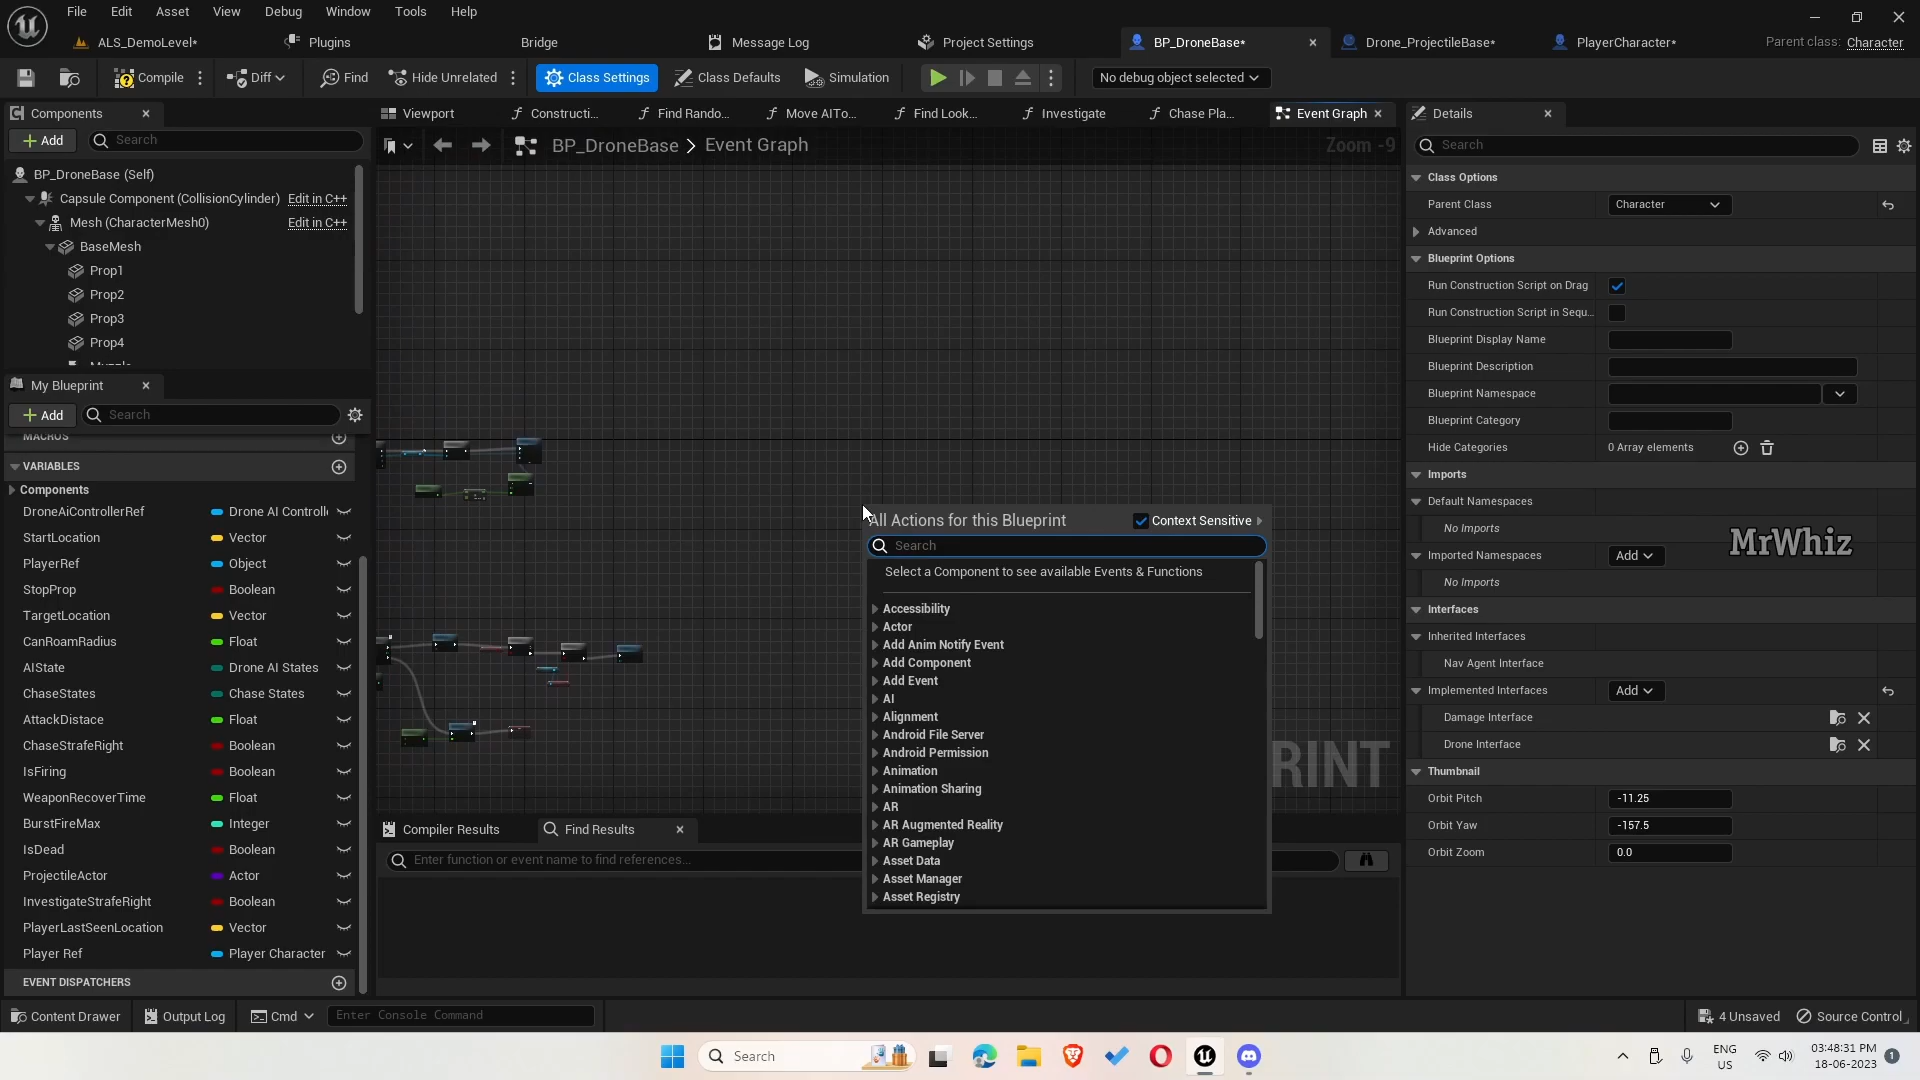 File Edit Asset View Debug Window Tools Help
ALS_DemoLevel* Plugins Bridge Message Log Project Settings BP_DroneBase* Drone_ProjectileBase* PlayerCharacter* Parent class: Character
Compile Diff Find Hide Unrelated Class Settings Class Defaults Simulation No debug object selected
Components
Add Search
BP_DroneBase (Self)
Capsule Component (CollisionCylinder) Edit in C++
Mesh (CharacterMesh0) Edit in C++
BaseMesh
Prop1
Prop2
Prop3
Prop4
My Blueprint
Add Search
MACROS
VARIABLES
Components
DroneAiControllerRef Drone AI Controlle
StartLocation Vector
PlayerRef Object
StopProp Boolean
TargetLocation Vector
CanRoamRadius Float
AIState Drone AI States
ChaseStates Chase States
AttackDistace Float
ChaseStrafeRight Boolean
IsFiring Boolean
WeaponRecoverTime Float
BurstFireMax Integer
IsDead Boolean
ProjectileActor Actor
InvestigateStrafeRight Boolean
PlayerLastSeenLocation Vector
Player Ref Player Character
EVENT DISPATCHERS
Viewport Constructi... Find Rando... Move AITo... Find Look... Investigate Chase Pla... Event Graph
BP_DroneBase > Event Graph Zoom -9
All Actions for this Blueprint Context Sensitive
Search
Select a Component to see available Events & Functions
Accessibility
Actor
Add Anim Notify Event
Add Component
Add Event
AI
Alignment
Android File Server
Android Permission
Animation
Animation Sharing
AR
AR Augmented Reality
AR Gameplay
Asset Data
Asset Manager
Asset Registry
RINT
Compiler Results Find Results
Enter function or event name to find references...
Details
Search
Class Options
Parent Class Character
Advanced
Blueprint Options
Run Construction Script on Drag
Run Construction Script in Sequ...
Blueprint Display Name
Blueprint Description
Blueprint Namespace
Blueprint Category
Hide Categories 0 Array elements
Imports
Default Namespaces
No Imports
MrWhiz
Imported Namespaces Add
No Imports
Interfaces
Inherited Interfaces
Nav Agent Interface
Implemented Interfaces Add
Damage Interface
Drone Interface
Thumbnail
Orbit Pitch -11.25
Orbit Yaw -157.5
Orbit Zoom 0.0
Content Drawer Output Log Cmd Enter Console Command 4 Unsaved Source Control
Search ENG US 03:48:31 PM 18-06-2023 1